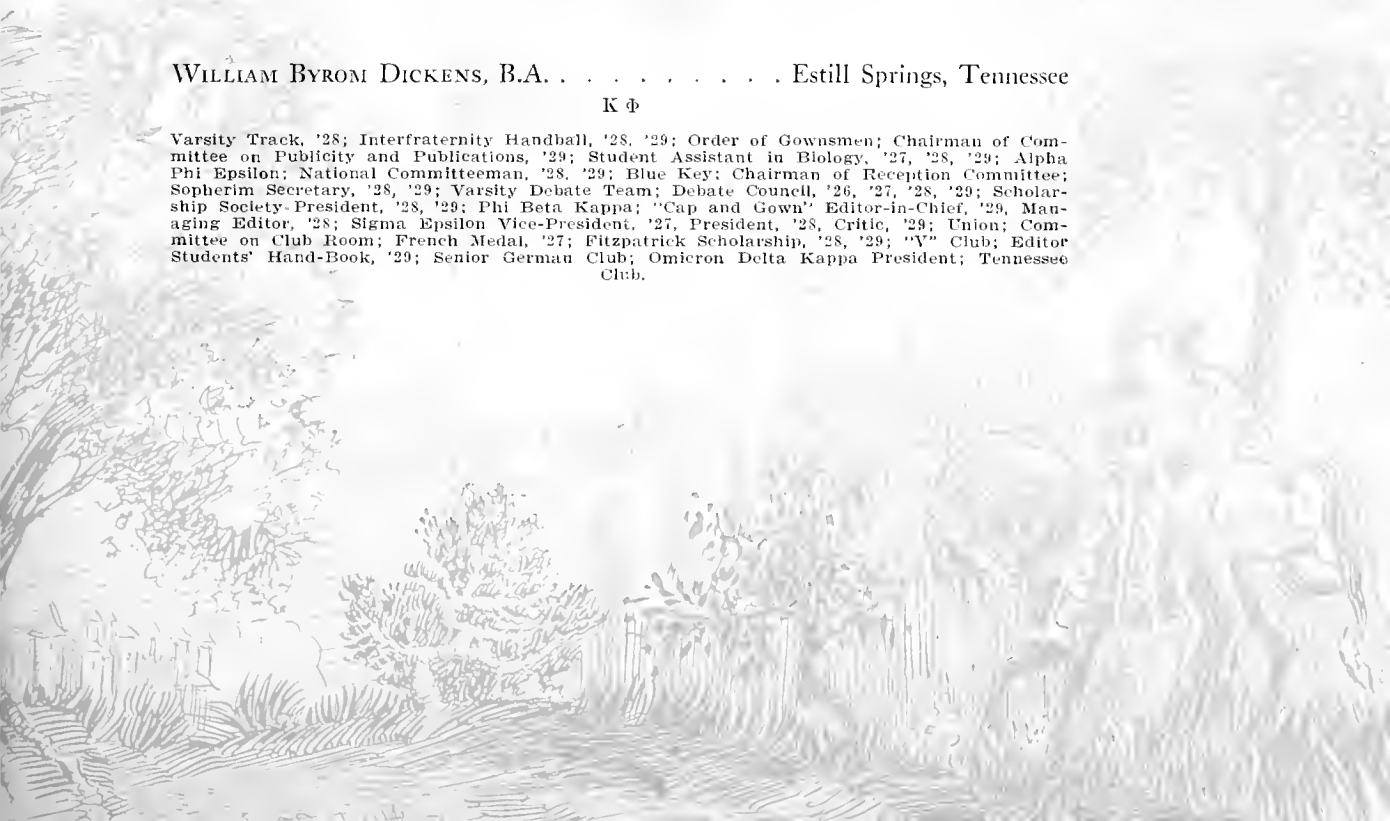 WILLIAM BYROM DICKENS, B.A. . . . . . . . . . . Estill Springs, Tennessee
Κ Φ
Varsity Track, '28; Interfraternity Handball, '28, '29; Order of Gownsmen; Chairman of Com-
mittee on Publicity and Publications, '29; Student Assistant in Biology, '27, '28, '29; Alpha
Phi Epsilon; National Committeeman, '28, '29; Blue Key; Chairman of Reception Committee;
Sopherim Secretary, '28, '29; Varsity Debate Team; Debate Council, '26, '27, '28, '29; Scholar-
ship Society President, '28, '29; Phi Beta Kappa; "Cap and Gown" Editor-in-Chief, '29, Man-
aging Editor, '28; Sigma Epsilon Vice-President, '27, President, '28, Critic, '29; Union; Com-
mittee on Club Room; French Medal, '27; Fitzpatrick Scholarship, '28, '29; "V" Club; Editor
Students' Hand-Book, '29; Senior German Club; Omicron Delta Kappa President; Tennessee
Club.